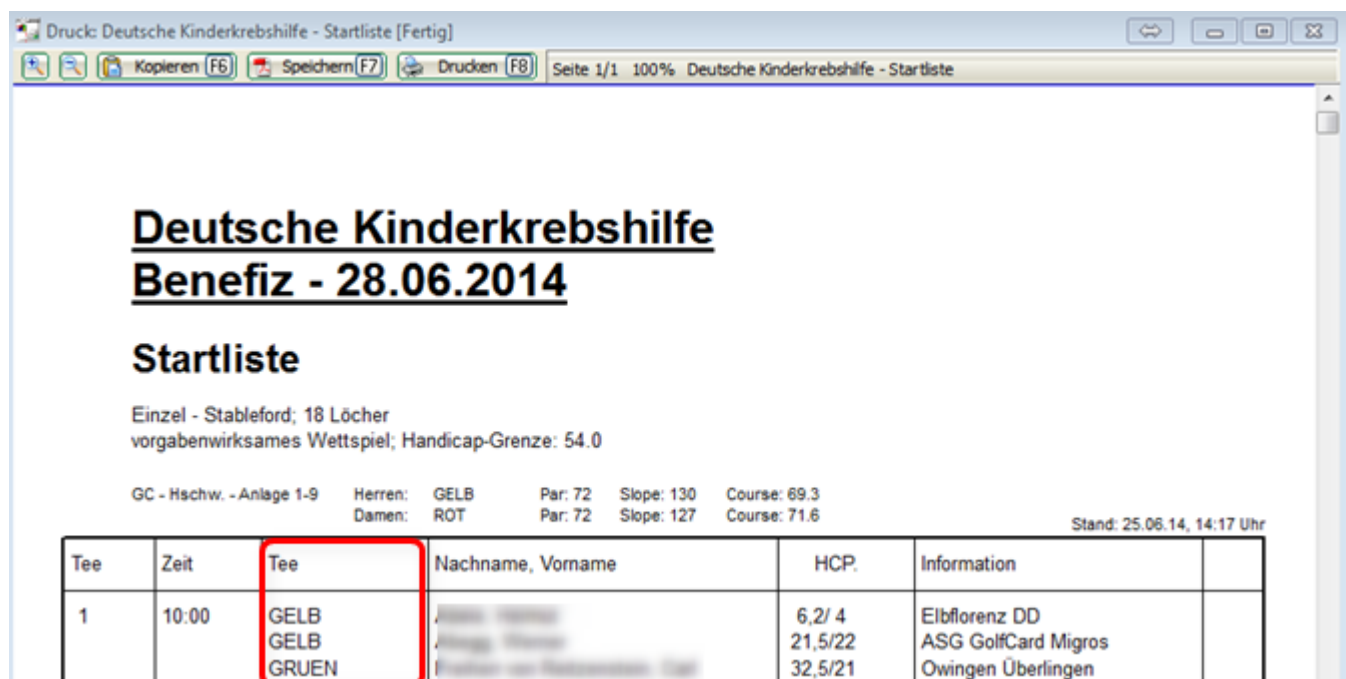 Druck: Deutsche Kinderkrebshilfe - Startliste [Fertig]
Kopieren F6 Speichern F7 Drucken F8 Seite 1/1 100% Deutsche Kinderkrebshilfe - Startliste
Deutsche Kinderkrebshilfe
Benefiz - 28.06.2014
Startliste
Einzel - Stableford; 18 Löcher
vorgabenwirksames Wettspiel; Handicap-Grenze: 54.0
GC - Hschw. - Anlage 1-9 Herren: GELB Par: 72 Slope: 130 Course: 69.3
Damen: ROT Par: 72 Slope: 127 Course: 71.6
Stand: 25.06.14, 14:17 Uhr
Tee Zeit Tee Nachname, Vorname HCP. Information
1 10:00 GELB 6,2/ 4 Elbflorenz DD
GELB 21,5/22 ASG GolfCard Migros
GRUEN 32,5/21 Owingen Überlingen